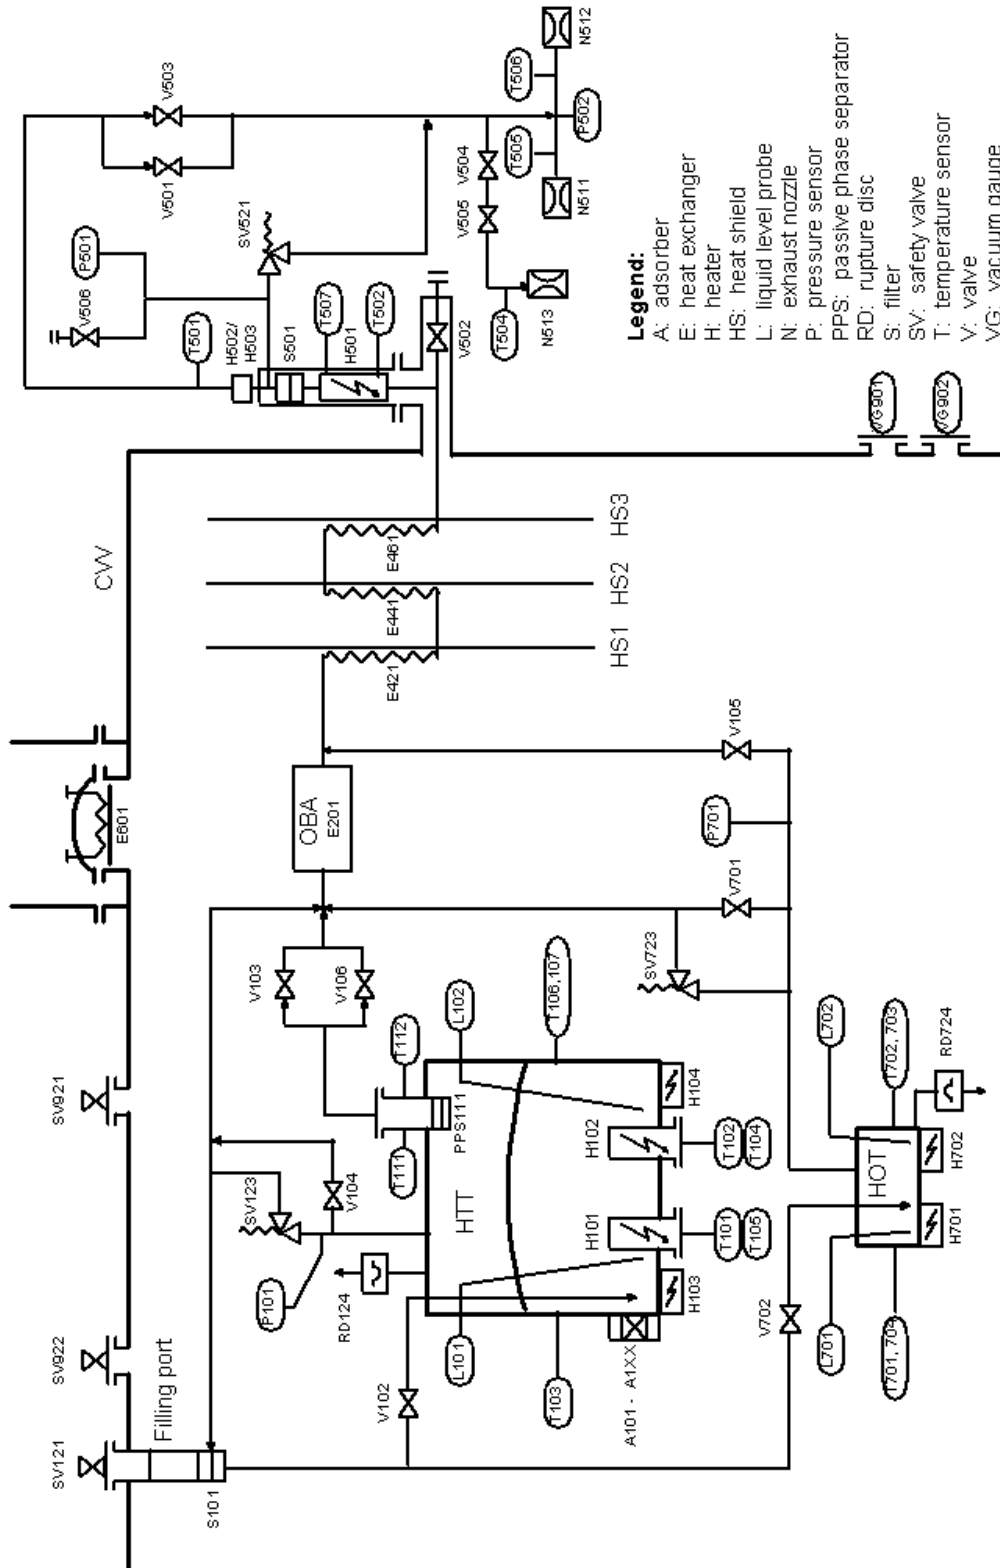 SV121
SV922
SV921
E601
CVV
V506
P501
Filling port
V501
V503
T501
S101
H502/
H503
SV521
SV123
V103
S501
P101
OBA
E201
T507
RD124
V104
V106
H501
T502
V102
T111
T112
E421
E441
E461
L101
PPS111
L102
V502
HTT
V504
V505
T505
T506
T504
N513
T103
T106,107
N511
P502
N512
A101 - A1XX
H101
H102
HS1
HS2
HS3
SV723
H103
H104
T101
T105
T102
T104
V701
P701
V105
V702
L701
L702
HOT
T701, 704
T702, 703
RD724
H701
H702
VG901
VG902
Legend:
A: adsorber
E: heat exchanger
H: heater
HS: heat shield
L: liquid level probe
N: exhaust nozzle
P: pressure sensor
PPS: passive phase separator
RD: rupture disc
S: filter
SV: safety valve
T: temperature sensor
V: valve
VG: vacuum gauge